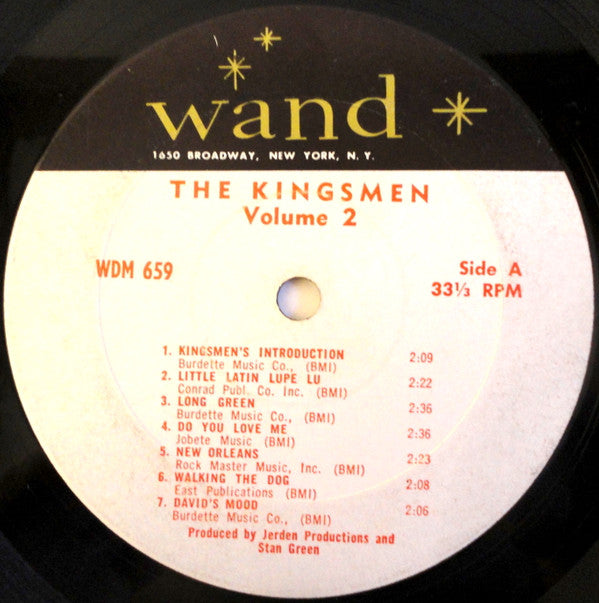 wand
1650 BROADWAY, NEW YORK, N. Y.
THE KINGSMEN
Volume 2
WDM 659
Side A
33⅓ RPM
1. KINGSMEN'S INTRODUCTION 2:09
Burdette Music Co., (BMI)
2. LITTLE LATIN LUPE LU 2:22
Conrad Publ. Co. Inc. (BMI)
3. LONG GREEN 2:36
Burdette Music Co., (BMI)
4. DO YOU LOVE ME 2:36
Jobete Music (BMI)
5. NEW ORLEANS 2:23
Rock Master Music, Inc. (BMI)
6. WALKING THE DOG 2:08
East Publications (BMI)
7. DAVID'S MOOD 2:06
Burdette Music Co., (BMI)
Produced by Jerden Productions and
Stan Green